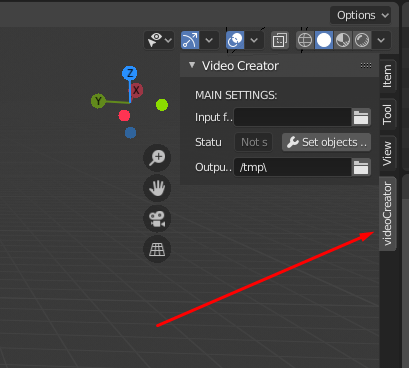 Options
Video Creator
MAIN SETTINGS:
Input f..
Statu
Not s
Set objects ..
Outpu..
/tmp\
Item
Tool
View
videoCreator
Z
X
Y